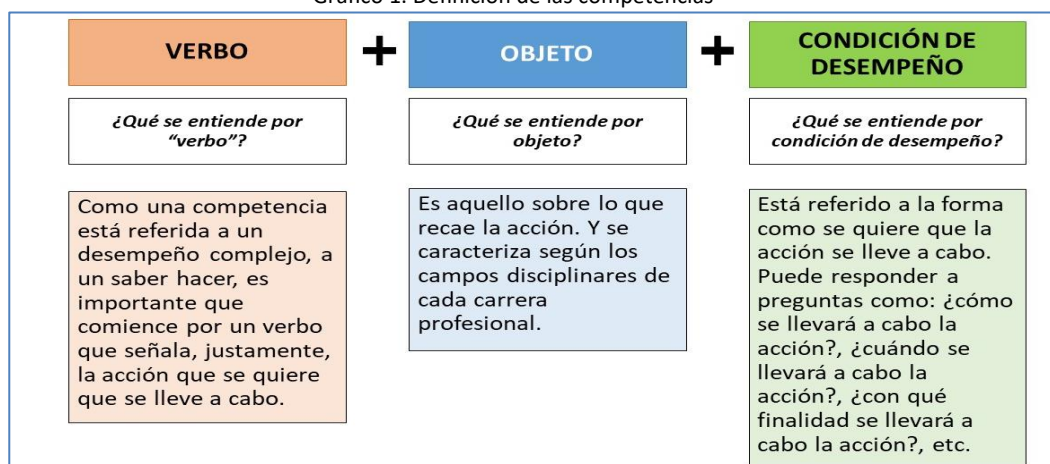 Gráfico 1. Definición de las competencias
VERBO
+
OBJETO
+
CONDICIÓN DE
DESEMPEÑO
¿Qué se entiende por
“verbo”?
¿Qué se entiende por
objeto?
¿Qué se entiende por
condición de desempeño?
Como una competencia
está referida a un
desempeño complejo, a
un saber hacer, es
importante que
comience por un verbo
que señala, justamente,
la acción que se quiere
que se lleve a cabo.
Es aquello sobre lo que
recae la acción. Y se
caracteriza según los
campos disciplinares de
cada carrera
profesional.
Está referido a la forma
como se quiere que la
acción se lleve a cabo.
Puede responder a
preguntas como: ¿cómo
se llevará a cabo la
acción?, ¿cuándo se
llevará a cabo la
acción?, ¿con qué
finalidad se llevará a
cabo la acción?, etc.